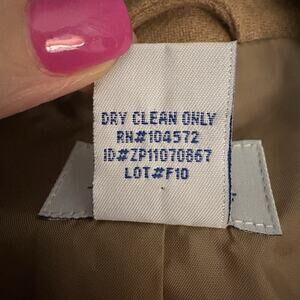 DRY CLEAN ONLY
RN#104572
ID#ZP11070867
LOT#F10